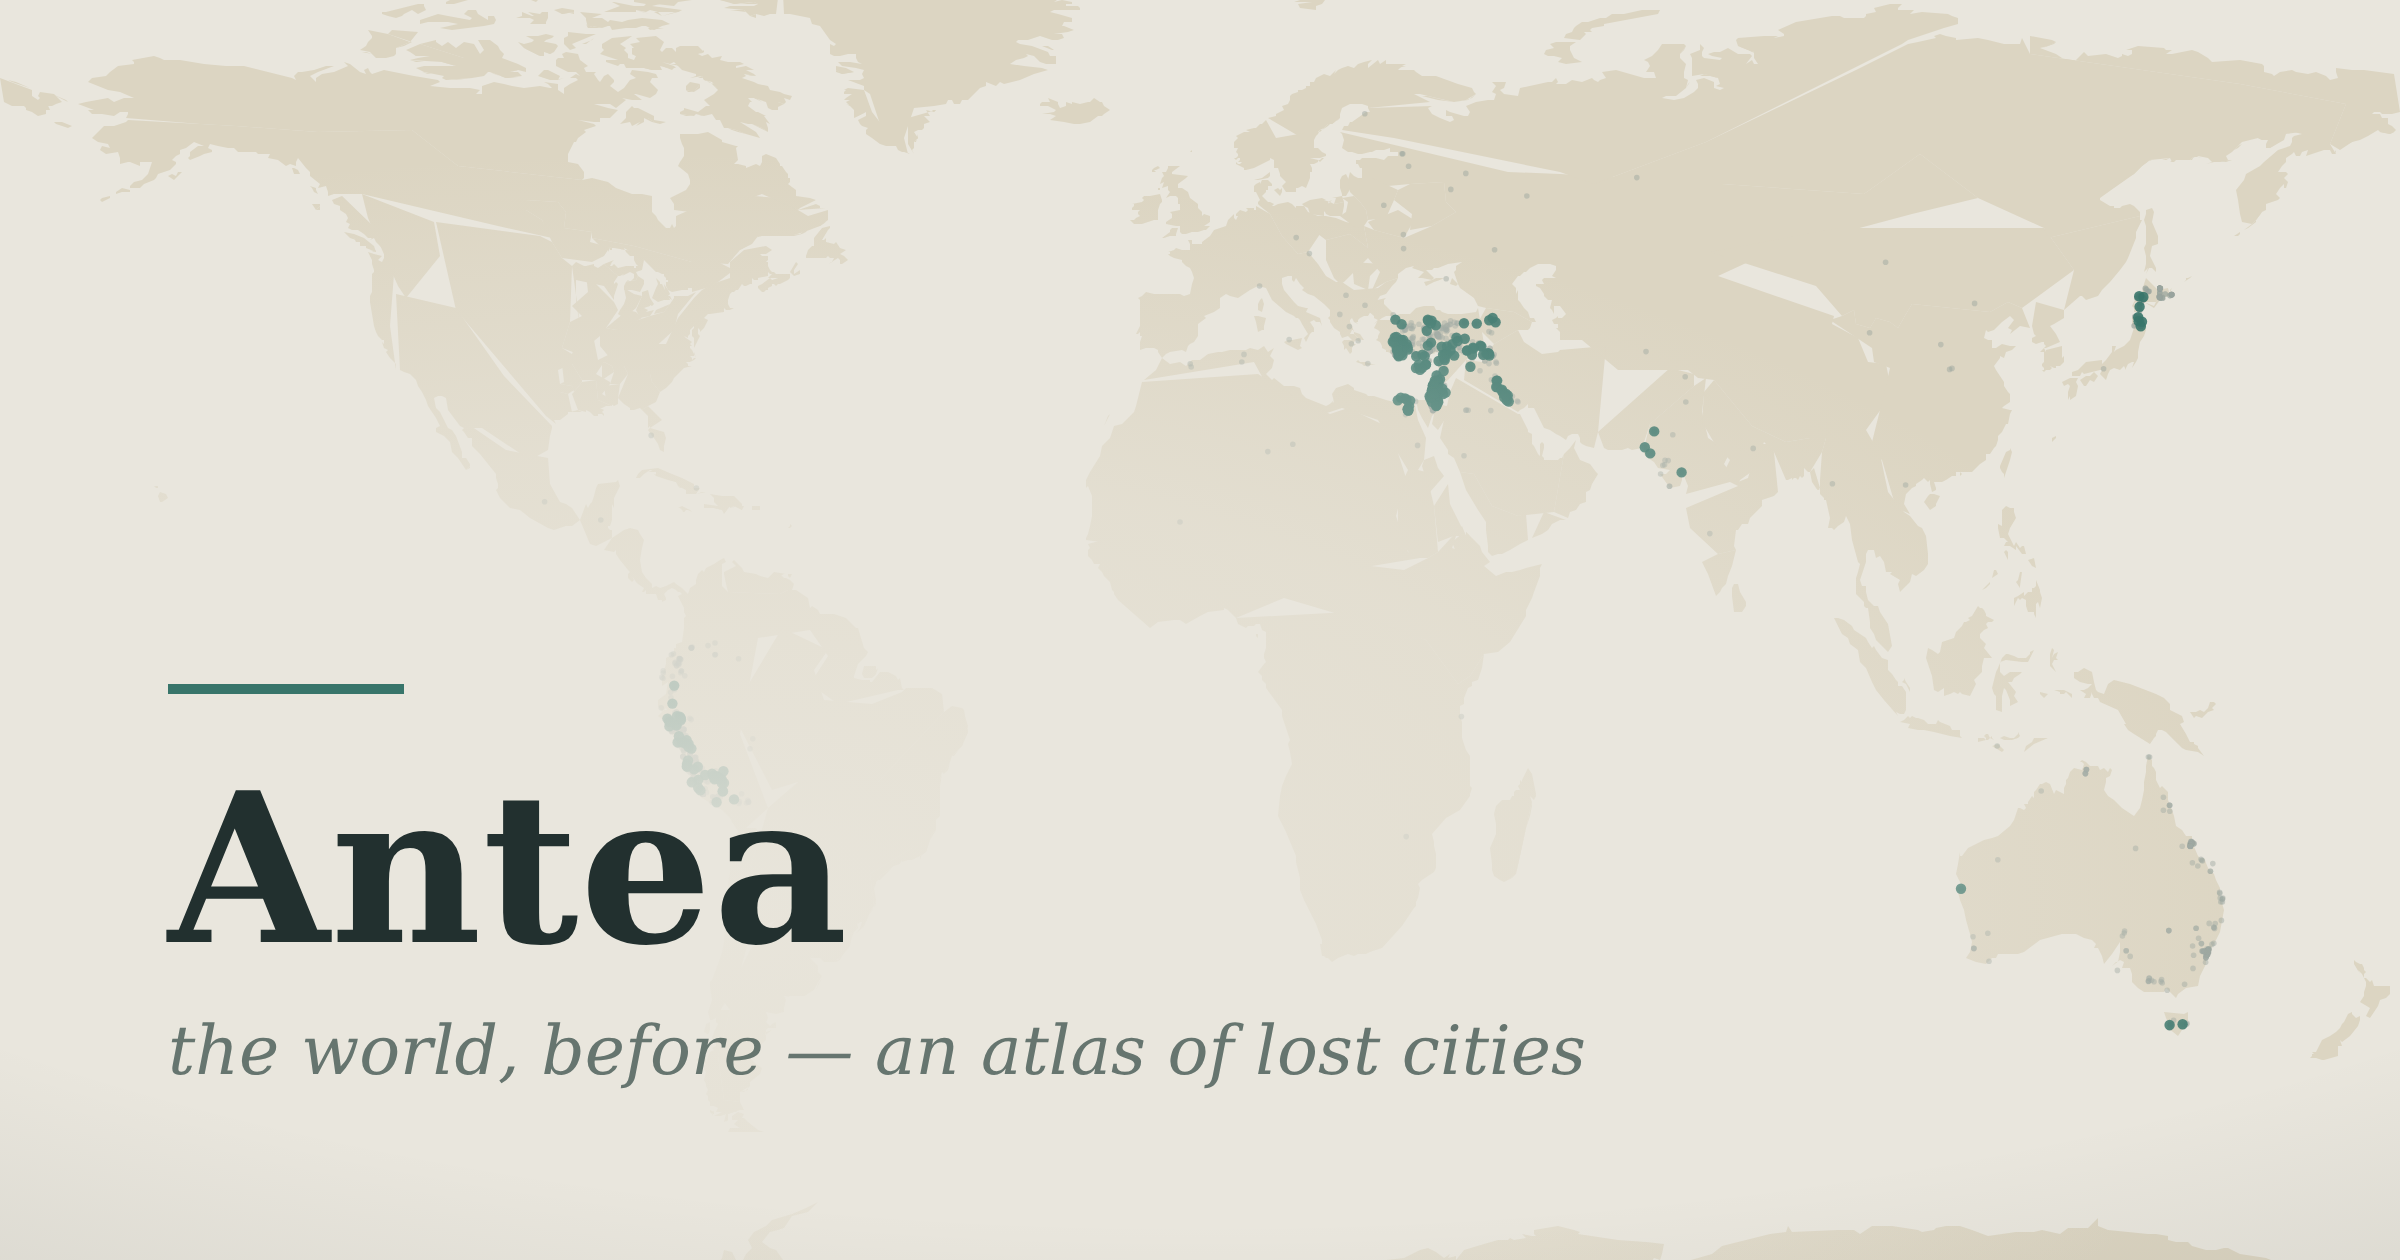 Antea
the world, before — an atlas of lost cities